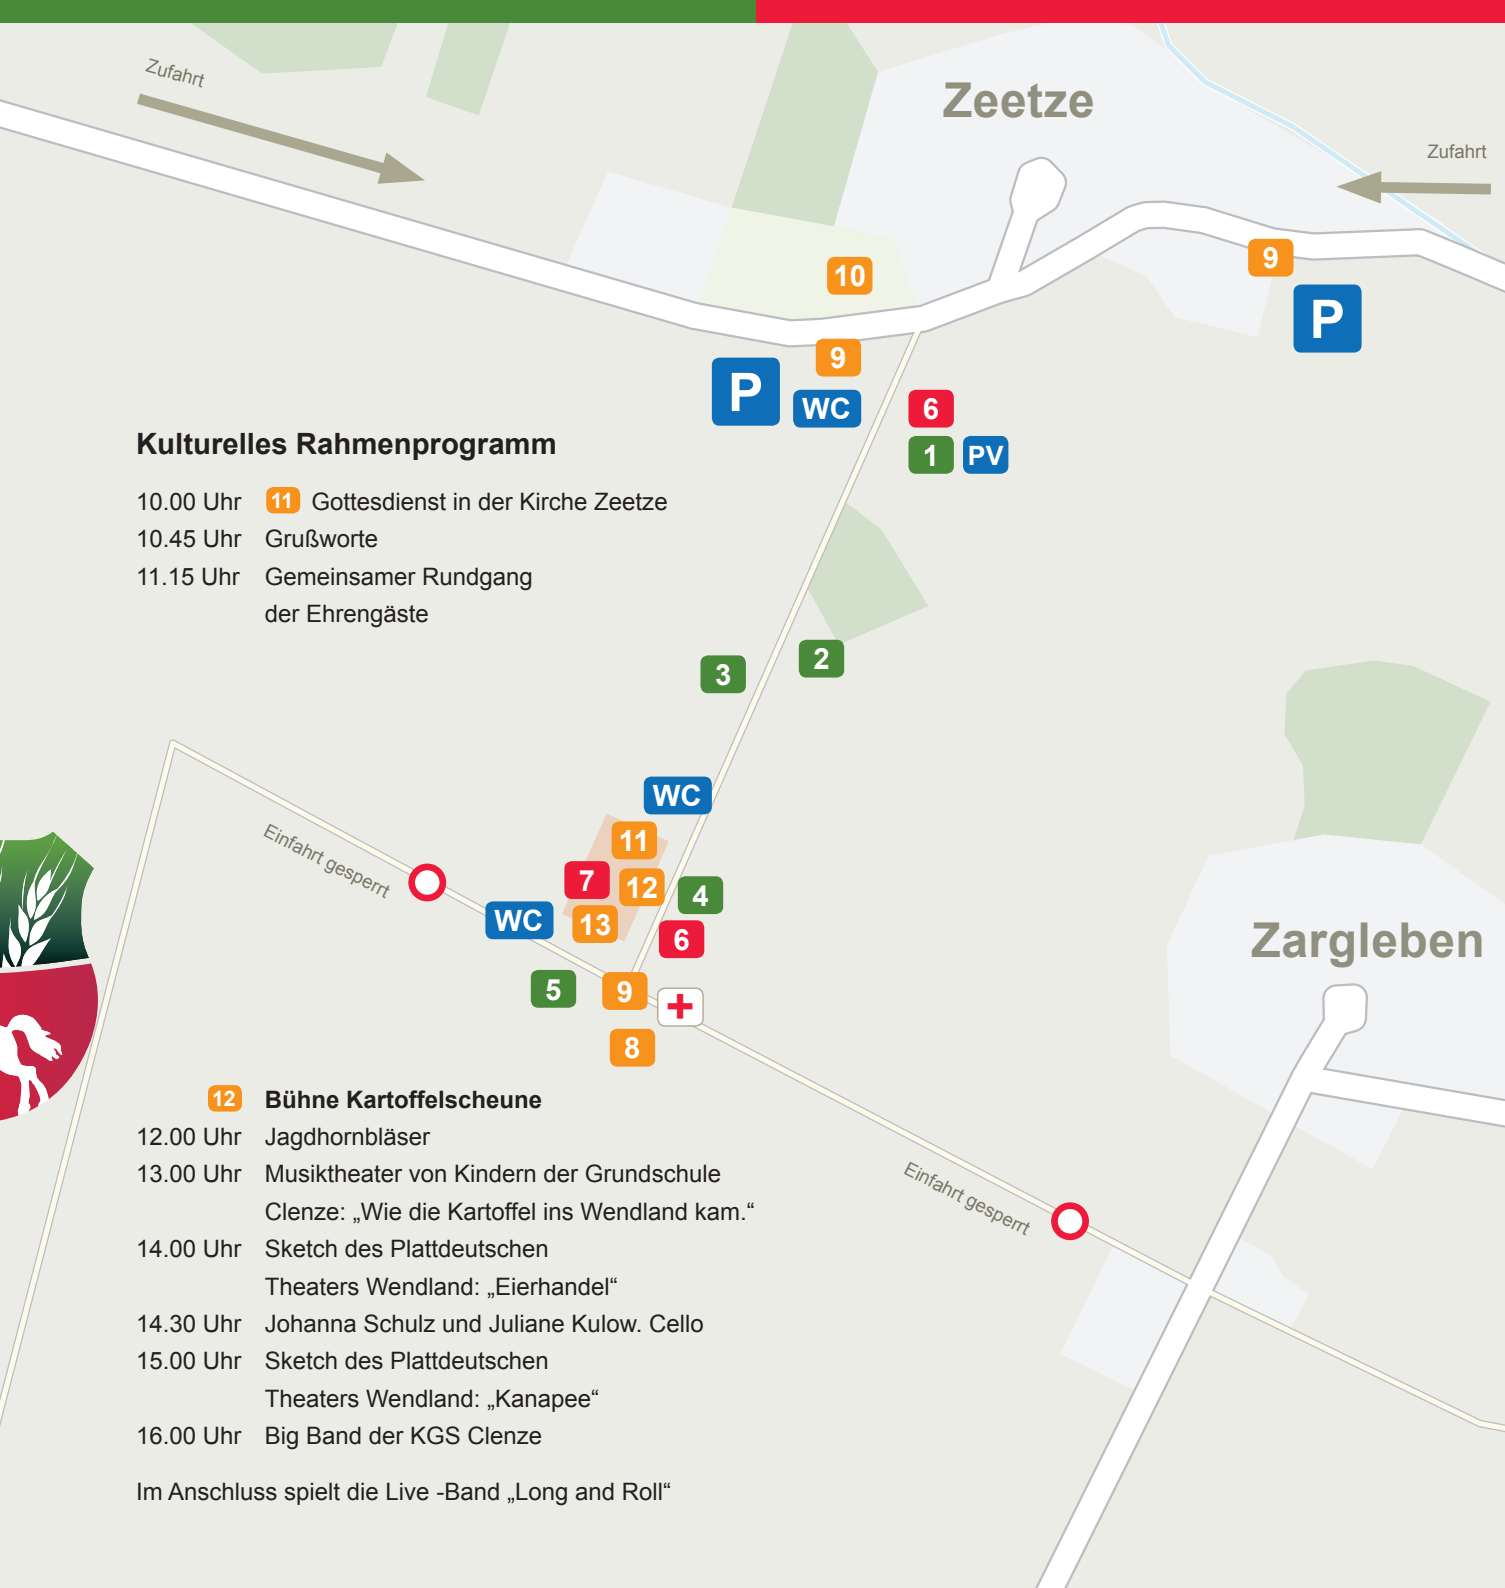 Zufahrt
Zeetze
Zufahrt
9
10
P
9
P
WC
6
1 PV
Kulturelles Rahmenprogramm
10.00 Uhr 11 Gottesdienst in der Kirche Zeetze
10.45 Uhr Grußworte
11.15 Uhr Gemeinsamer Rundgang
der Ehrengäste
2
3
WC
Einfahrt gesperrt
11
7
12
4
WC
13
6
Zargleben
5
9
8
12 Bühne Kartoffelscheune
12.00 Uhr Jagdhornbläser
13.00 Uhr Musiktheater von Kindern der Grundschule
Clenze: „Wie die Kartoffel ins Wendland kam.“
14.00 Uhr Sketch des Plattdeutschen
Theaters Wendland: „Eierhandel“
14.30 Uhr Johanna Schulz und Juliane Kulow. Cello
15.00 Uhr Sketch des Plattdeutschen
Theaters Wendland: „Kanapee“
16.00 Uhr Big Band der KGS Clenze
Im Anschluss spielt die Live -Band „Long and Roll“
Einfahrt gesperrt